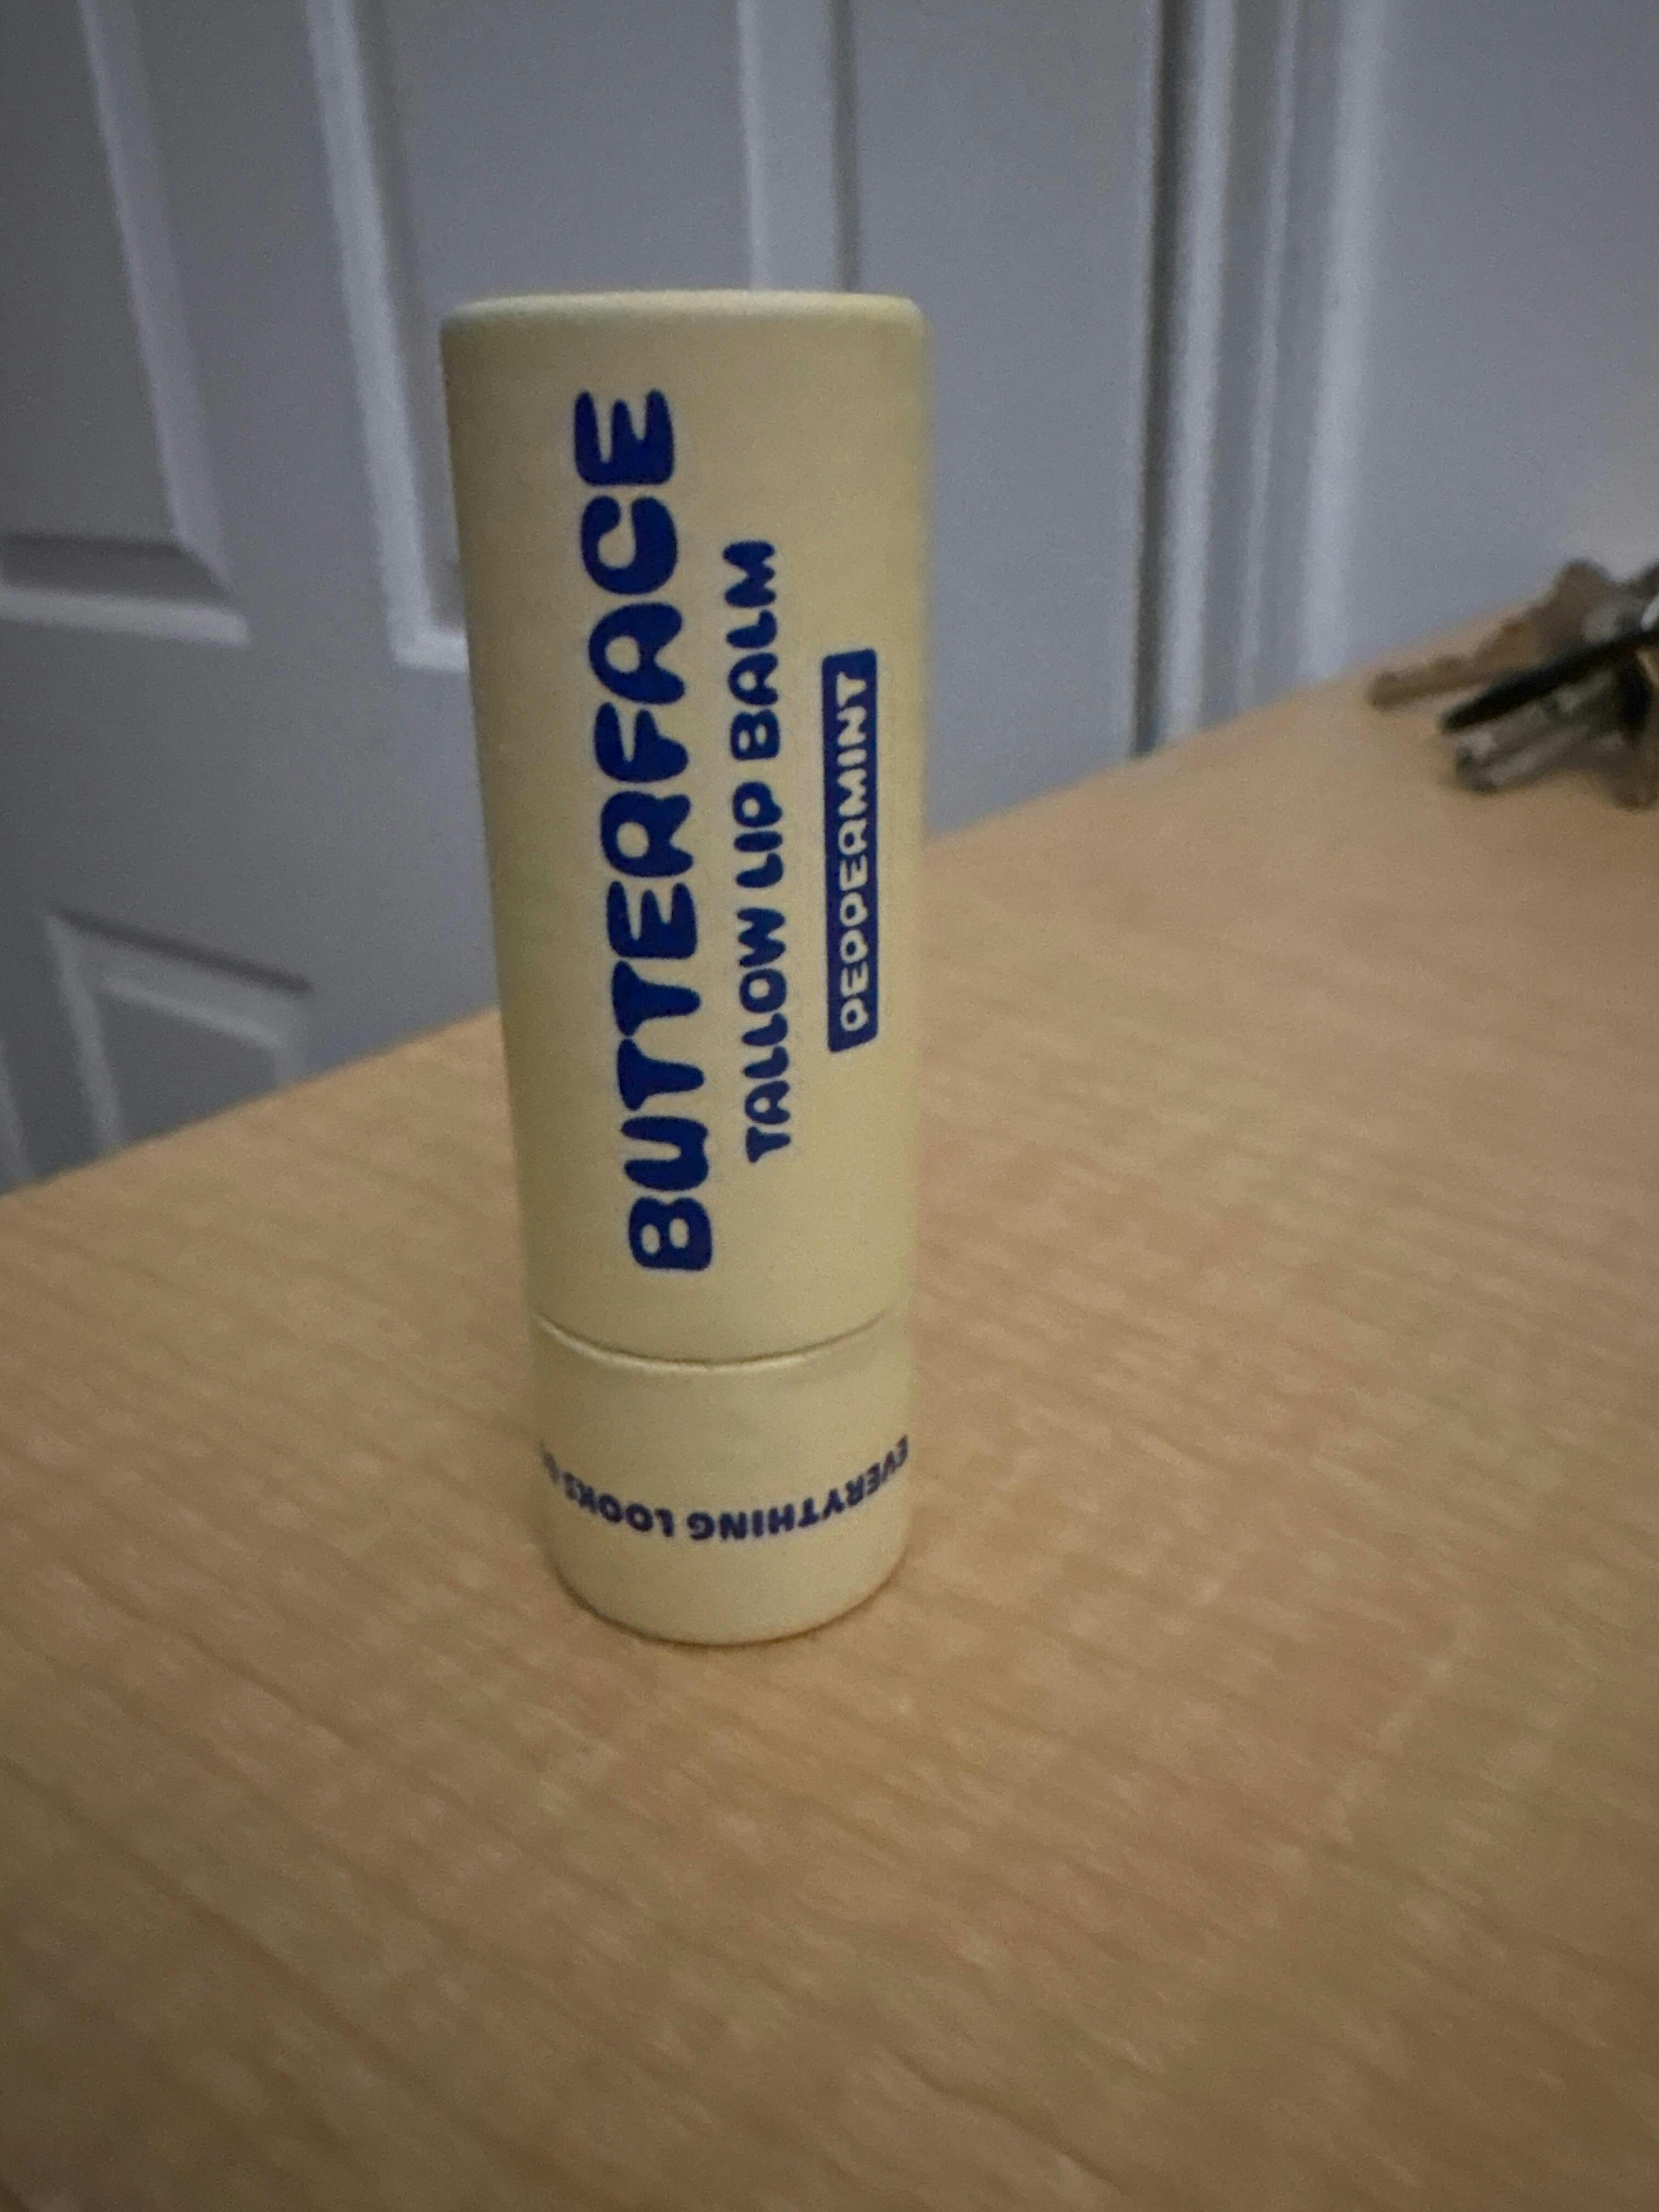 BUTTERFACE
TALLOW LIP BALM
PEPPERMINT
EVERYTHING LOOKS